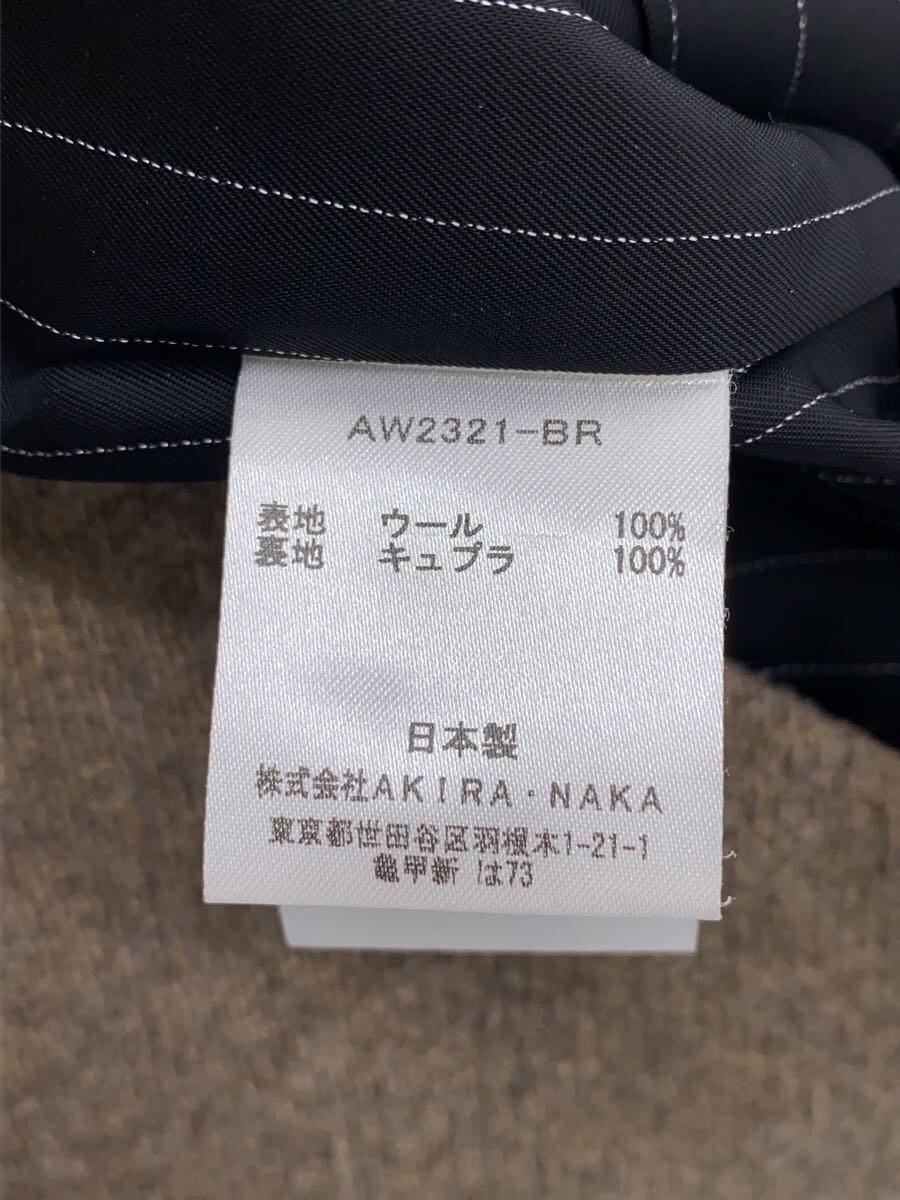 AW2321-BR
表地 ウール 100%
裏地 キュプラ 100%
日本製
株式会社AKIRA・NAKA
東京都世田谷区羽根木1-21-1
亀甲新 は73